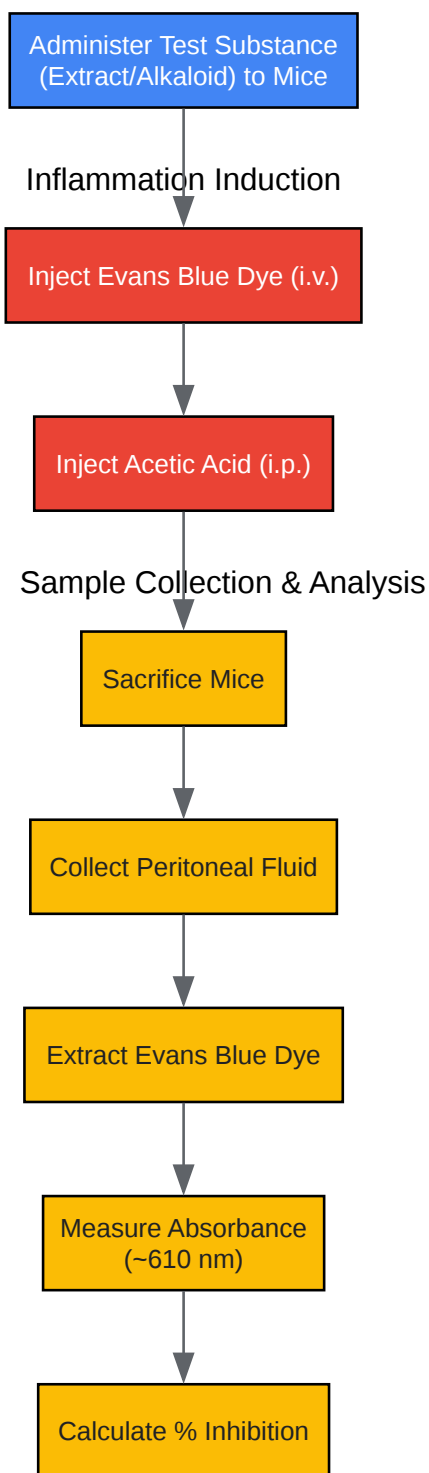 Administer Test Substance
(Extract/Alkaloid) to Mice
Inflammation Induction
Inject Evans Blue Dye (i.v.)
Inject Acetic Acid (i.p.)
Sample Collection & Analysis
Sacrifice Mice
Collect Peritoneal Fluid
Extract Evans Blue Dye
Measure Absorbance
(~610 nm)
Calculate % Inhibition